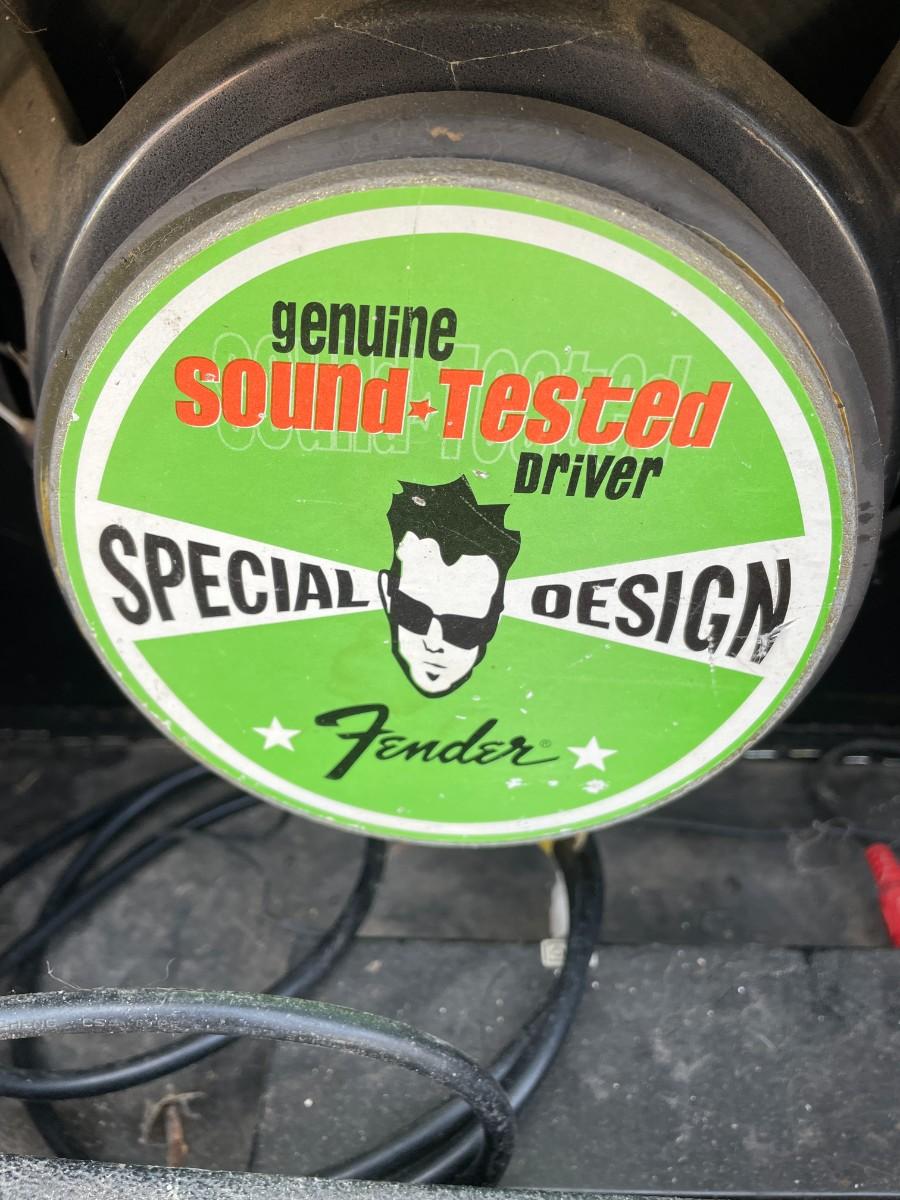 genuine
Sound★Tested
Driver
SPECIAL DESIGN
Fender®